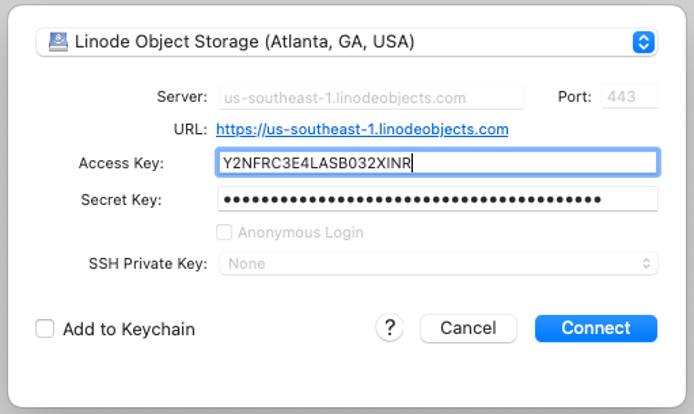 Linode Object Storage (Atlanta, GA, USA)
Server: us-southeast-1.linodeobjects.com Port: 443
URL: https://us-southeast-1.linodeobjects.com
Access Key: Y2NFRC3E4LASB032XINR
Secret Key: ••••••••••••••••••••••••••••••••••••••••
Anonymous Login
SSH Private Key: None
Add to Keychain ? Cancel Connect